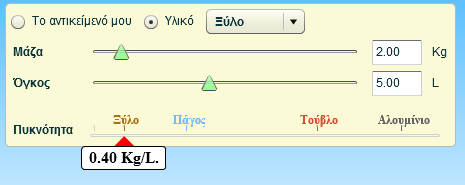 Το αντικείμενό μου Υλικό Ξύλο
Μάζα 2.00 Kg
Όγκος 5.00 L
Ξύλο Πάγος Τούβλο Αλουμίνιο
Πυκνότητα
0.40 Kg/L.